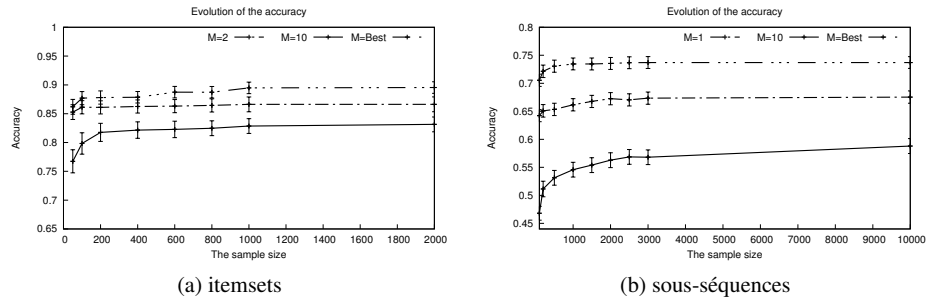 Evolution of the accuracy
M=2 M=10 M=Best
1
0.95
0.9
0.85
0.8
0.75
0.7
0.65
Accuracy
0 200 400 600 800 1000 1200 1400 1600 1800 2000
The sample size
(a) itemsets
Evolution of the accuracy
M=1 M=10 M=Best
0.8
0.75
0.7
0.65
0.6
0.55
0.5
0.45
Accuracy
1000 2000 3000 4000 5000 6000 7000 8000 9000 10000
The sample size
(b) sous-séquences